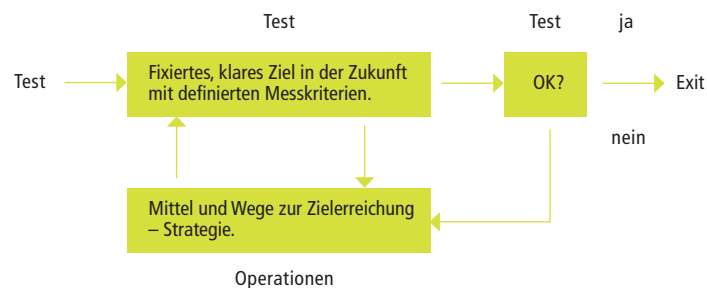 Test
Test
ja
Test
Fixiertes, klares Ziel in der Zukunft
mit definierten Messkriterien.
OK?
Exit
nein
Mittel und Wege zur Zielerreichung
– Strategie.
Operationen